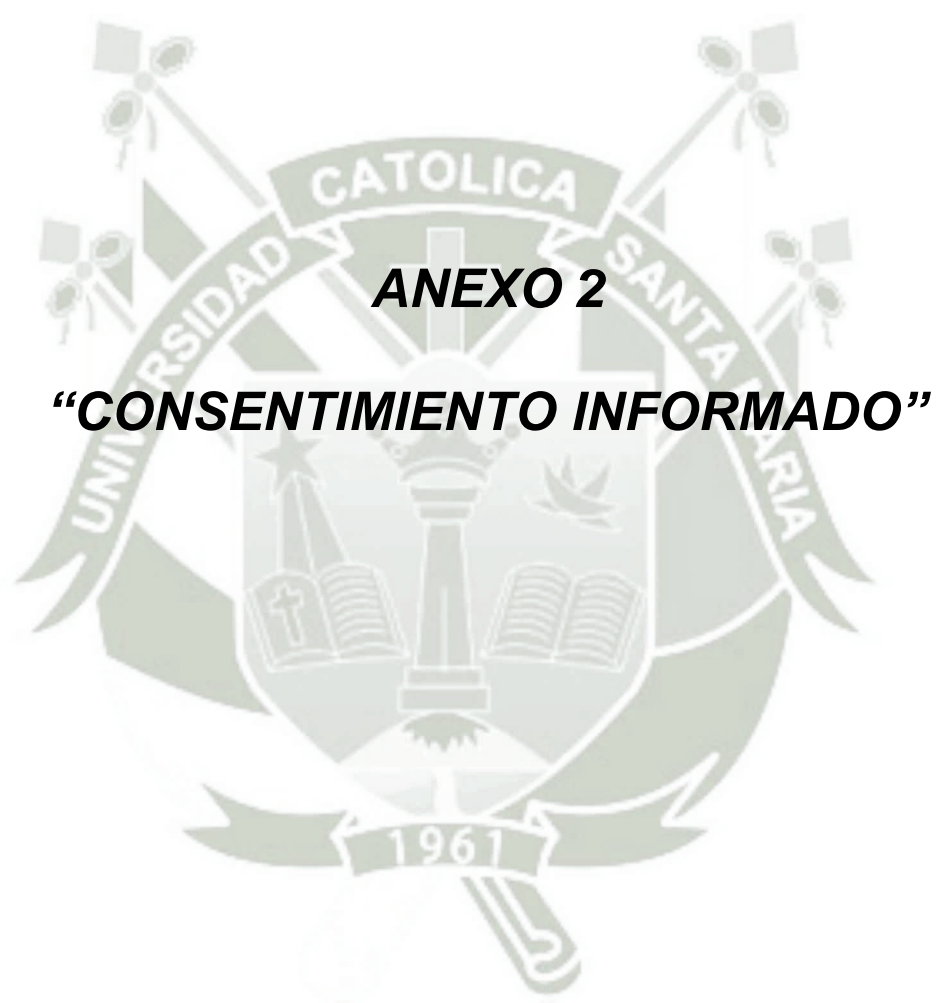 UNIVERSIDAD CATOLICA SANTA MARIA
ANEXO 2
“CONSENTIMIENTO INFORMADO”
1961